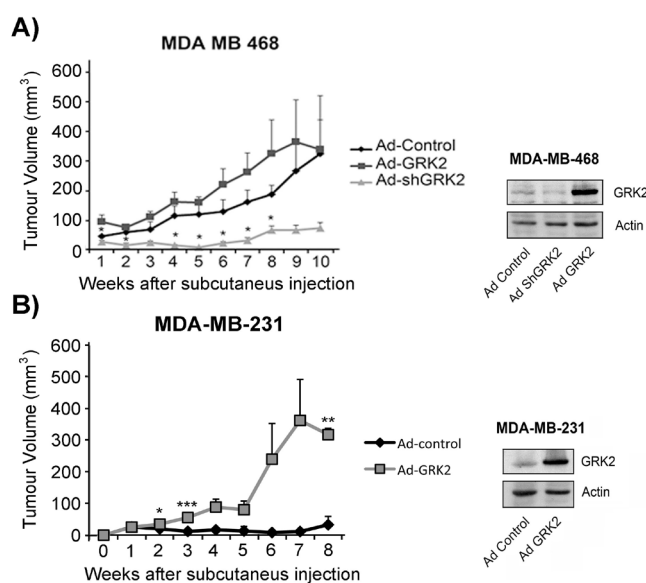 A)
MDA MB 468
Tumour Volume (mm³)
600
500
400
300
200
100
0
* * * * * * *
1 2 3 4 5 6 7 8 9 10
Weeks after subcutaneus injection
Ad-Control
Ad-GRK2
Ad-shGRK2
MDA-MB-468
GRK2
Actin
Ad Control
Ad ShGRK2
Ad GRK2
B)
MDA-MB-231
Tumour Volume (mm³)
600
500
400
300
200
100
0
* *** **
0 1 2 3 4 5 6 7 8
Weeks after subcutaneus injection
Ad-control
Ad-GRK2
MDA-MB-231
GRK2
Actin
Ad Control
Ad GRK2